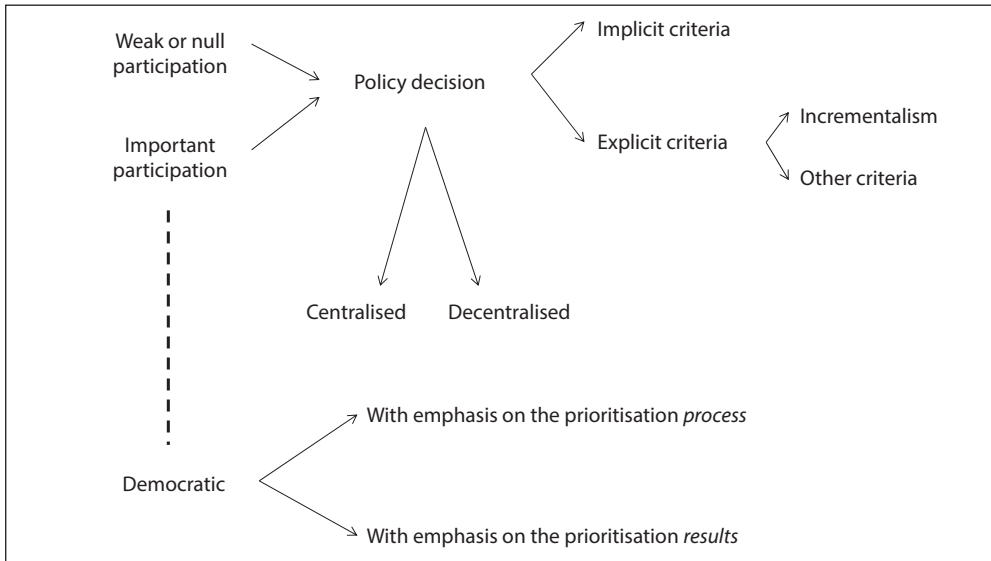 Weak or null
participation
Policy decision
Implicit criteria
Important
participation
Explicit criteria
Incrementalism
Other criteria
Centralised
Decentralised
With emphasis on the prioritisation process
Democratic
With emphasis on the prioritisation results